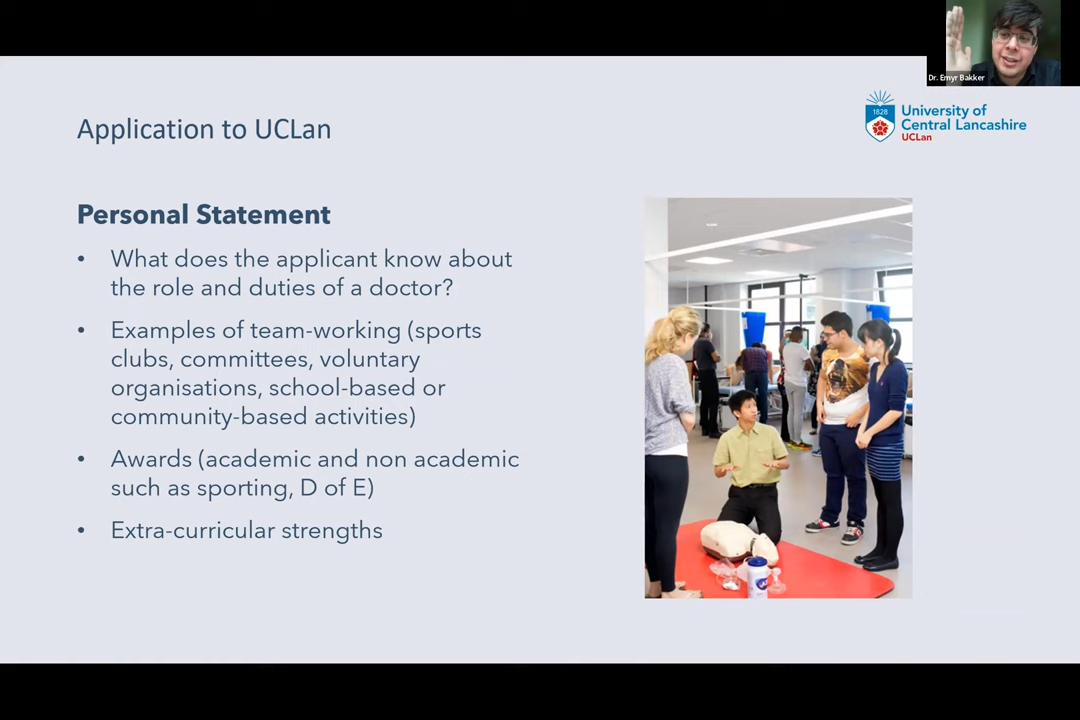 Dr. Emyr Bakker
Application to UCLan
1828
University of
Central Lancashire
UCLan
Personal Statement
• What does the applicant know about
the role and duties of a doctor?
• Examples of team-working (sports
clubs, committees, voluntary
organisations, school-based or
community-based activities)
• Awards (academic and non academic
such as sporting, D of E)
• Extra-curricular strengths